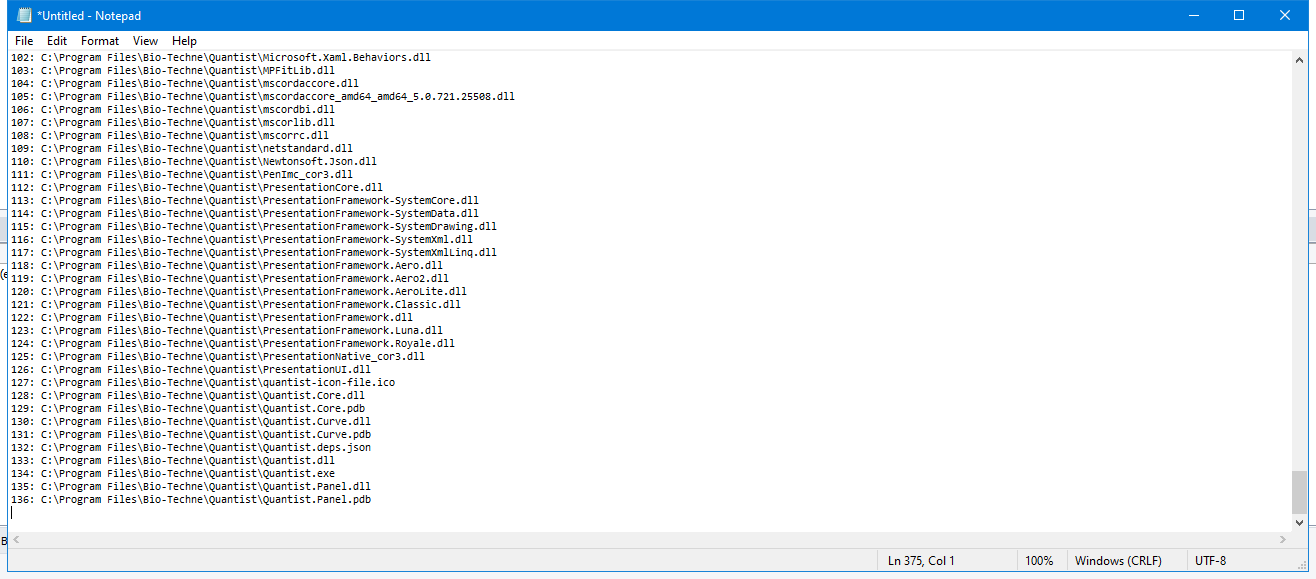 *Untitled - Notepad
File Edit Format View Help
102: C:\Program Files\Bio-Techne\Quantist\Microsoft.Xaml.Behaviors.dll
103: C:\Program Files\Bio-Techne\Quantist\MPFitLib.dll
104: C:\Program Files\Bio-Techne\Quantist\mscordaccore.dll
105: C:\Program Files\Bio-Techne\Quantist\mscordaccore_amd64_amd64_5.0.721.25508.dll
106: C:\Program Files\Bio-Techne\Quantist\mscordbi.dll
107: C:\Program Files\Bio-Techne\Quantist\mscorlib.dll
108: C:\Program Files\Bio-Techne\Quantist\mscorrc.dll
109: C:\Program Files\Bio-Techne\Quantist\netstandard.dll
110: C:\Program Files\Bio-Techne\Quantist\Newtonsoft.Json.dll
111: C:\Program Files\Bio-Techne\Quantist\PenImc_cor3.dll
112: C:\Program Files\Bio-Techne\Quantist\PresentationCore.dll
113: C:\Program Files\Bio-Techne\Quantist\PresentationFramework-SystemCore.dll
114: C:\Program Files\Bio-Techne\Quantist\PresentationFramework-SystemData.dll
115: C:\Program Files\Bio-Techne\Quantist\PresentationFramework-SystemDrawing.dll
116: C:\Program Files\Bio-Techne\Quantist\PresentationFramework-SystemXml.dll
117: C:\Program Files\Bio-Techne\Quantist\PresentationFramework-SystemXmlLinq.dll
118: C:\Program Files\Bio-Techne\Quantist\PresentationFramework.Aero.dll
119: C:\Program Files\Bio-Techne\Quantist\PresentationFramework.Aero2.dll
120: C:\Program Files\Bio-Techne\Quantist\PresentationFramework.AeroLite.dll
121: C:\Program Files\Bio-Techne\Quantist\PresentationFramework.Classic.dll
122: C:\Program Files\Bio-Techne\Quantist\PresentationFramework.dll
123: C:\Program Files\Bio-Techne\Quantist\PresentationFramework.Luna.dll
124: C:\Program Files\Bio-Techne\Quantist\PresentationFramework.Royale.dll
125: C:\Program Files\Bio-Techne\Quantist\PresentationNative_cor3.dll
126: C:\Program Files\Bio-Techne\Quantist\PresentationUI.dll
127: C:\Program Files\Bio-Techne\Quantist\quantist-icon-file.ico
128: C:\Program Files\Bio-Techne\Quantist\Quantist.Core.dll
129: C:\Program Files\Bio-Techne\Quantist\Quantist.Core.pdb
130: C:\Program Files\Bio-Techne\Quantist\Quantist.Curve.dll
131: C:\Program Files\Bio-Techne\Quantist\Quantist.Curve.pdb
132: C:\Program Files\Bio-Techne\Quantist\Quantist.deps.json
133: C:\Program Files\Bio-Techne\Quantist\Quantist.dll
134: C:\Program Files\Bio-Techne\Quantist\Quantist.exe
135: C:\Program Files\Bio-Techne\Quantist\Quantist.Panel.dll
136: C:\Program Files\Bio-Techne\Quantist\Quantist.Panel.pdb
Ln 375, Col 1 100% Windows (CRLF) UTF-8